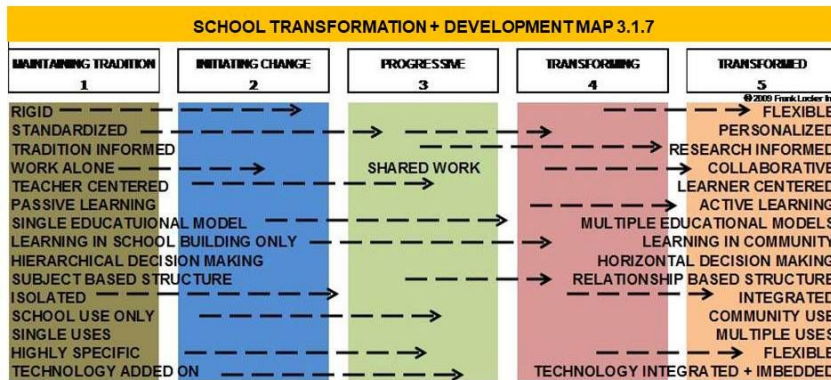 SCHOOL TRANSFORMATION + DEVELOPMENT MAP 3.1.7
MAINTAINING TRADITION INITIATING CHANGE PROGRESSIVE TRANSFORMING TRANSFORMED
1 2 3 4 5
© 2009 Frank Locker In
RIGID FLEXIBLE
STANDARDIZED PERSONALIZED
TRADITION INFORMED RESEARCH INFORMED
WORK ALONE SHARED WORK COLLABORATIVE
TEACHER CENTERED LEARNER CENTERED
PASSIVE LEARNING ACTIVE LEARNING
SINGLE EDUCATUIONAL MODEL MULTIPLE EDUCATIONAL MODELS
LEARNING IN SCHOOL BUILDING ONLY LEARNING IN COMMUNITY
HIERARCHICAL DECISION MAKING HORIZONTAL DECISION MAKING
SUBJECT BASED STRUCTURE RELATIONSHIP BASED STRUCTURE
ISOLATED INTEGRATED
SCHOOL USE ONLY COMMUNITY USE
SINGLE USES MULTIPLE USES
HIGHLY SPECIFIC FLEXIBLE
TECHNOLOGY ADDED ON TECHNOLOGY INTEGRATED + IMBEDDED